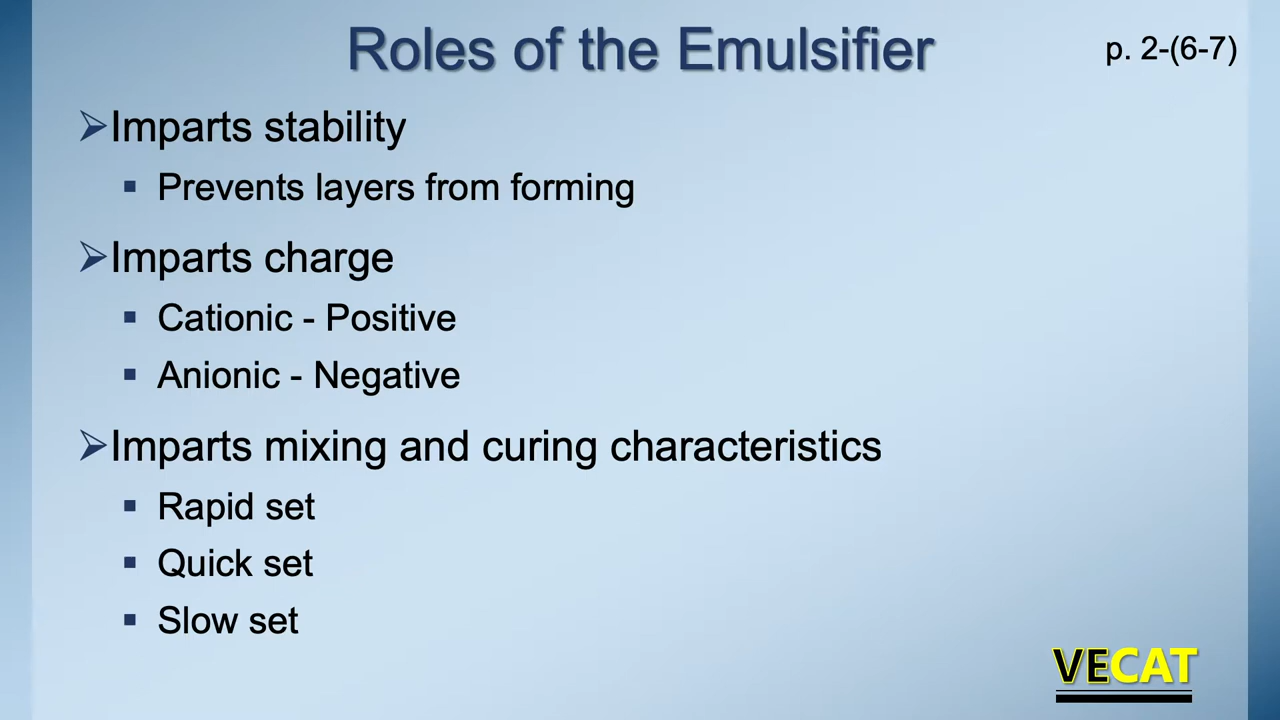 Roles of the Emulsifier
p. 2-(6-7)
➢Imparts stability
▪ Prevents layers from forming
➢Imparts charge
▪ Cationic - Positive
▪ Anionic - Negative
➢Imparts mixing and curing characteristics
▪ Rapid set
▪ Quick set
▪ Slow set
VECAT